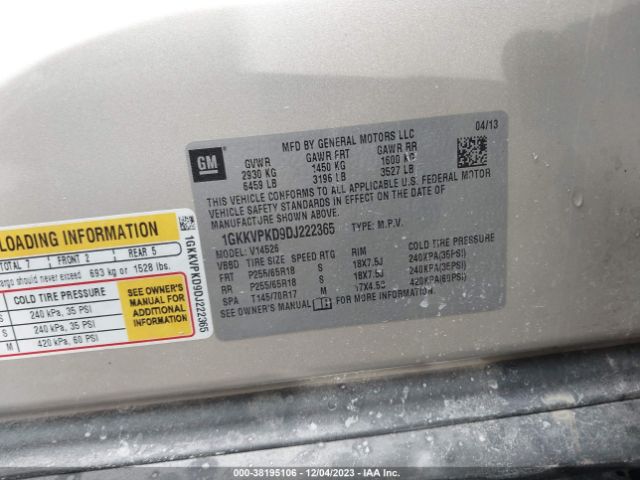 GM
MFD BY GENERAL MOTORS LLC 04/13
GVWR GAWR FRT GAWR RR
2930 KG 1450 KG 1600 KG
6459 LB 3196 LB 3527 LB
THIS VEHICLE CONFORMS TO ALL APPLICABLE U.S. FEDERAL MOTOR
VEHICLE SAFETY STANDARDS IN EFFECT ON THE DATE OF
MANUFACTURE SHOWN ABOVE.
1GKKVPKD9DJ222365 TYPE: M.P.V.
MODEL: V14526
TIRE SIZE SPEED RTG RIM COLD TIRE PRESSURE
FRT P255/65R18 S 18X7.5J 240KPA(35PSI)
RR P255/65R18 S 18X7.5J 240KPA(35PSI)
SPA T145/70R17 M 17X4.5B 420KPA(60PSI)
SEE OWNER'S MANUAL FOR MORE INFORMATION.
LOADING INFORMATION
TOTAL 7 FRONT 2 REAR 5
cargo should never exceed 693 kg or 1528 lbs.
COLD TIRE PRESSURE
S 240 kPa, 35 PSI
S 240 kPa, 35 PSI
M 420 kPa, 60 PSI
SEE OWNER'S
MANUAL FOR
ADDITIONAL
INFORMATION
1GKKVPKD9DJ222365
000-38195106 - 12/04/2023 - IAA Inc.